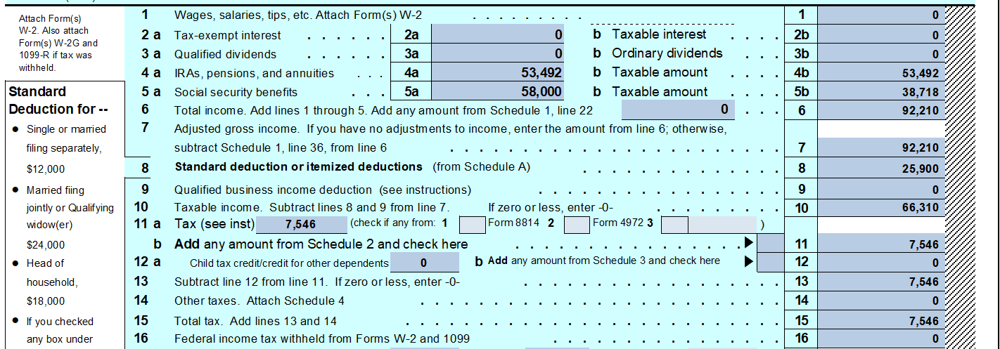 Attach Form(s)
W-2. Also attach
Form(s) W-2G and
1099-R if tax was
withheld.
Standard
Deduction for --
● Single or married
filing separately,
$12,000
● Married fiing
jointly or Qualifying
widow(er)
$24,000
● Head of
household,
$18,000
● If you checked
any box under
1 Wages, salaries, tips, etc. Attach Form(s) W-2 . . . . . . . . 1 0
2 a Tax-exempt interest . . . . . . 2a 0 b Taxable interest . . . . 2b 0
3 a Qualified dividends . . . . . . 3a 0 b Ordinary dividends . . . . 3b 0
4 a IRAs, pensions, and annuities . . . 4a 53,492 b Taxable amount . . . . 4b 53,492
5 a Social security benefits . . . 5a 58,000 b Taxable amount . . . . 5b 38,718
6 Total income. Add lines 1 through 5. Add any amount from Schedule 1, line 22 0 . . . 6 92,210
7 Adjusted gross income. If you have no adjustments to income, enter the amount from line 6; otherwise,
subtract Schedule 1, line 36, from line 6 . . . . . . . . . . . . . . . . . . . . . . . 7 92,210
8 Standard deduction or itemized deductions (from Schedule A) . . . . . . . . . . . . . . 8 25,900
9 Qualified business income deduction (see instructions) . . . . . . . . . . . . . . . . . 9 0
10 Taxable income. Subtract lines 8 and 9 from line 7. If zero or less, enter -0- . . . . . . . . . 10 66,310
11 a Tax (see inst) 7,546 (check if any from: 1 Form 8814 2 Form 4972 3 )
b Add any amount from Schedule 2 and check here . . . . . . . . . . . . . . . . ▶ 11 7,546
12 a Child tax credit/credit for other dependents 0 b Add any amount from Schedule 3 and check here ▶ 12 0
13 Subtract line 12 from line 11. If zero or less, enter -0- . . . . . . . . . . . . . . . . . . 13 7,546
14 Other taxes. Attach Schedule 4 . . . . . . . . . . . . . . . . . . . . . . . . . 14 0
15 Total tax. Add lines 13 and 14 . . . . . . . . . . . . . . . . . . . . . . . . . . 15 7,546
16 Federal income tax withheld from Forms W-2 and 1099 . . . . . . . . . . . . . . . . 16 0